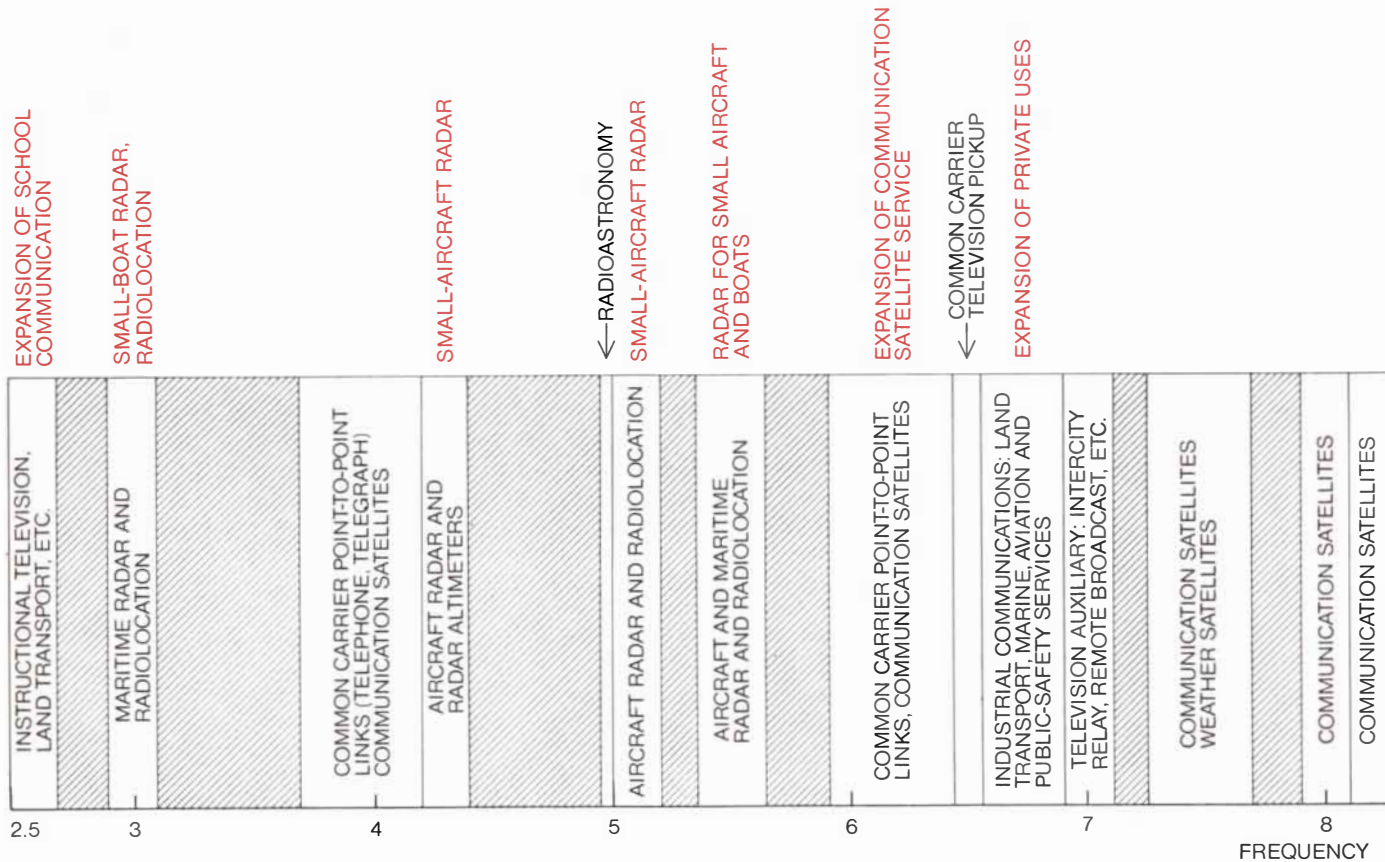 EXPANSION OF SCHOOL
COMMUNICATION
SMALL-BOAT RADAR,
RADIOLOCATION
SMALL-AIRCRAFT RADAR
RADIOASTRONOMY
SMALL-AIRCRAFT RADAR
RADAR FOR SMALL AIRCRAFT
AND BOATS
EXPANSION OF COMMUNICATION
SATELLITE SERVICE
COMMON CARRIER
TELEVISION PICKUP
EXPANSION OF PRIVATE USES
INSTRUCTIONAL TELEVISION,
LAND TRANSPORT, ETC.
MARITIME RADAR AND
RADIOLOCATION
COMMON CARRIER POINT-TO-POINT
LINKS (TELEPHONE, TELEGRAPH)
COMMUNICATION SATELLITES
AIRCRAFT RADAR AND
RADAR ALTIMETERS
AIRCRAFT RADAR AND RADIOLOCATION
AIRCRAFT AND MARITIME
RADAR AND RADIOLOCATION
COMMON CARRIER POINT-TO-POINT
LINKS, COMMUNICATION SATELLITES
INDUSTRIAL COMMUNICATIONS: LAND
TRANSPORT, MARINE, AVIATION AND
PUBLIC-SAFETY SERVICES
TELEVISION AUXILIARY: INTERCITY
RELAY, REMOTE BROADCAST, ETC.
COMMUNICATION SATELLITES
WEATHER SATELLITES
COMMUNICATION SATELLITES
COMMUNICATION SATELLITES
2.5 3 4 5 6 7 8
FREQUENCY